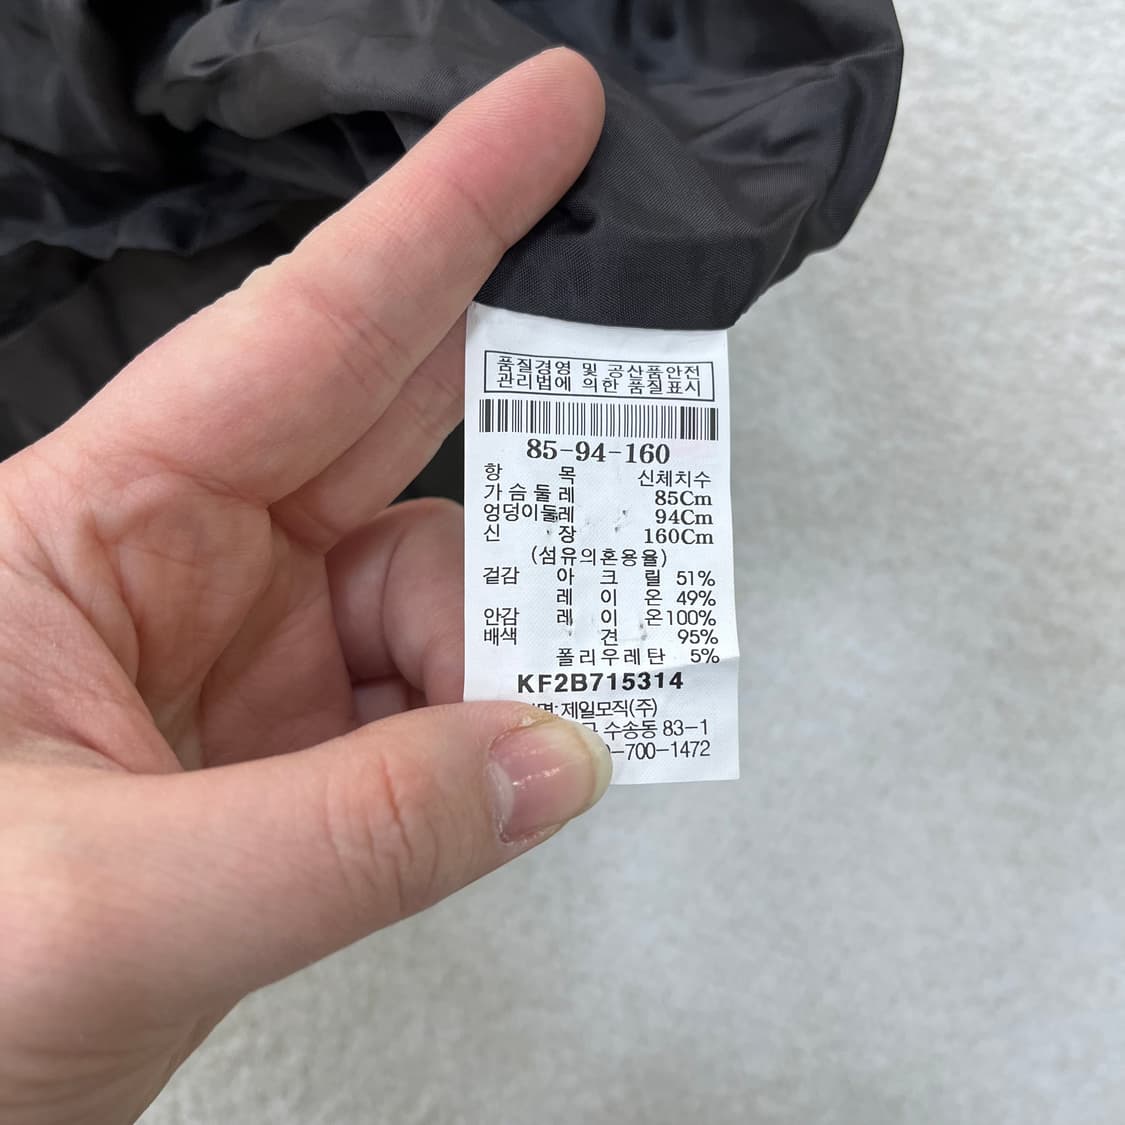 품질경영 및 공산품안전
관리법에 의한 품질표시
85-94-160
항 목 신체치수
가슴둘레 85Cm
엉덩이둘레 94Cm
신 장 160Cm
(섬유의혼용율)
겉감 아 크 릴 51%
레 이 온 49%
안감 레 이 온 100%
배색 견 95%
폴리우레탄 5%
KF2B715314
제일모직(주)
수송동 83-1
-700-1472